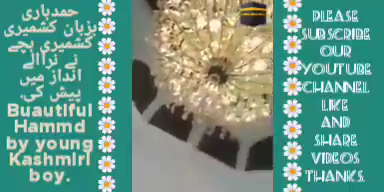 حمدباری
بزبان کشمیری
کشمیری بچے
نے نرالے
انداز میں
پیش کی.
Buautiful
Hammd
by young
Kashmiri
boy.
PLEASE
SUBSCRIBE
OUR
YOUTUBE
CHANNEL
LIKE
AND
SHARE
VIDEOS
THANKS.